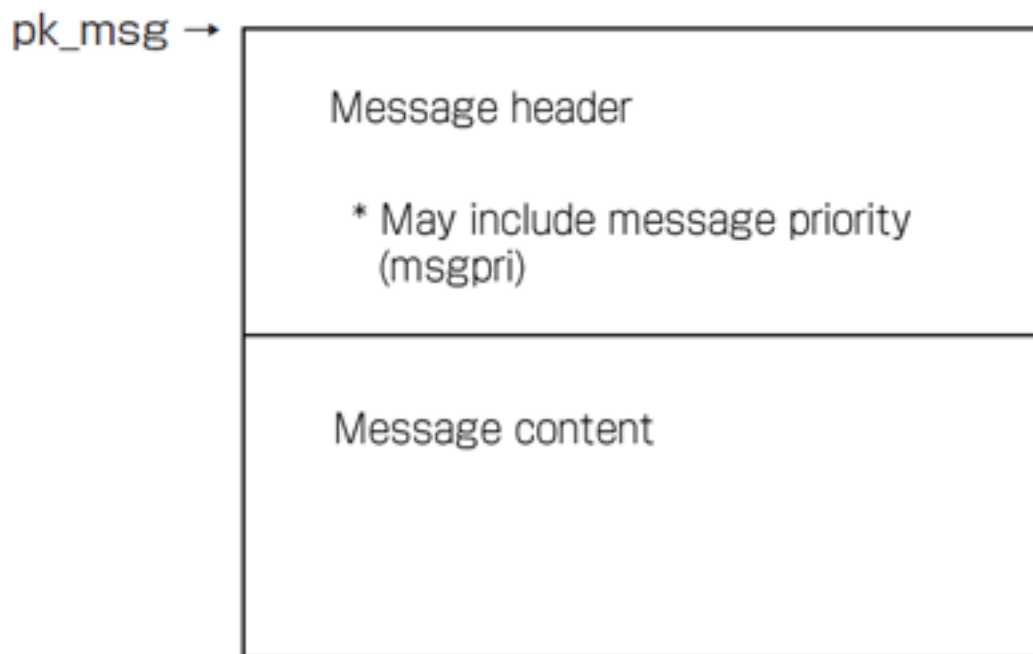 pk_msg →
Message header
* May include message priority
(msgpri)
Message content